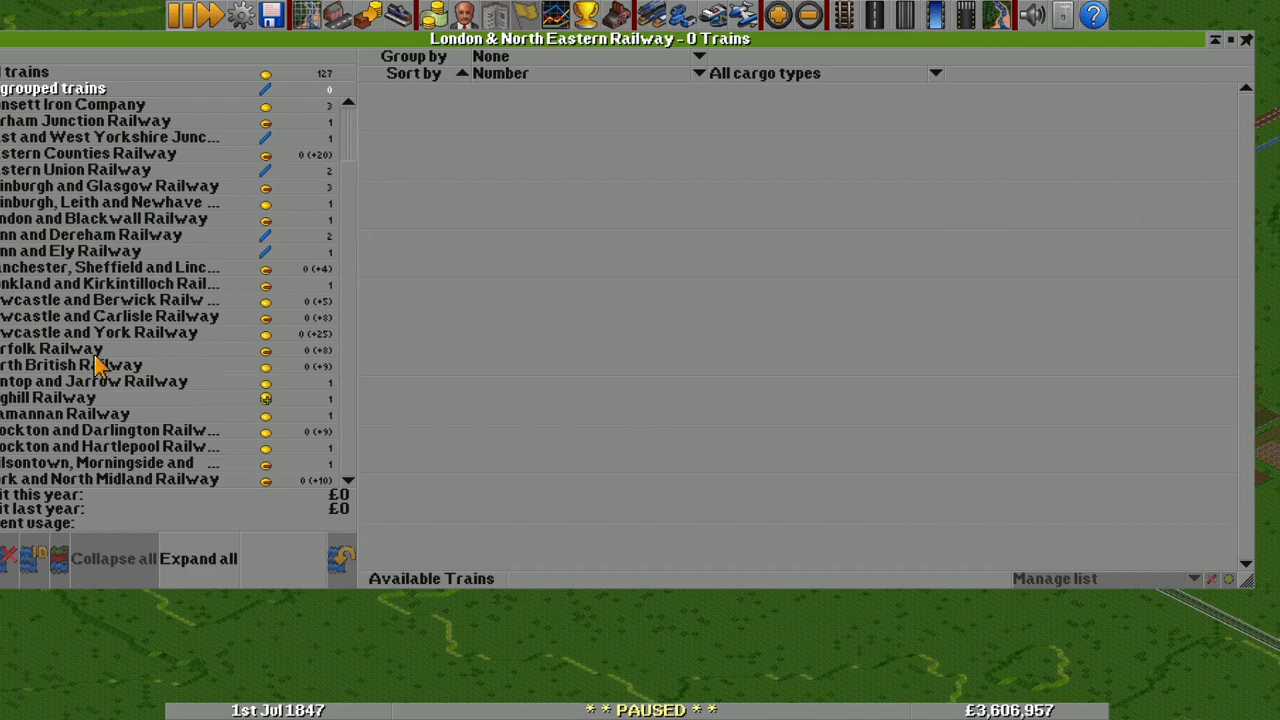 London & North Eastern Railway - 0 Trains
Group by None
Sort by Number All cargo types
l trains 127
grouped trains 0
nsett Iron Company 3
rham Junction Railway 1
st and West Yorkshire Junc... 1
stern Counties Railway 0 (+20)
stern Union Railway 2
inburgh and Glasgow Railway 3
inburgh, Leith and Newhave ... 1
ndon and Blackwall Railway 1
nn and Dereham Railway 2
nn and Ely Railway 1
anchester, Sheffield and Linc... 0 (+4)
onkland and Kirkintilloch Rail... 1
wcastle and Berwick Railw ... 0 (+5)
wcastle and Carlisle Railway 0 (+8)
wcastle and York Railway 0 (+25)
rfolk Railway 0 (+8)
rth British Railway 0 (+9)
ntop and Jarrow Railway 1
ghill Railway 1
amannan Railway 1
ockton and Darlington Railw... 0 (+9)
ockton and Hartlepool Railw... 1
ilsontown, Morningside and ... 1
rk and North Midland Railway 0 (+10)
it this year: £0
it last year: £0
ent usage:
Collapse all Expand all
Available Trains Manage list
1st Jul 1847 * * PAUSED * * £3,606,957